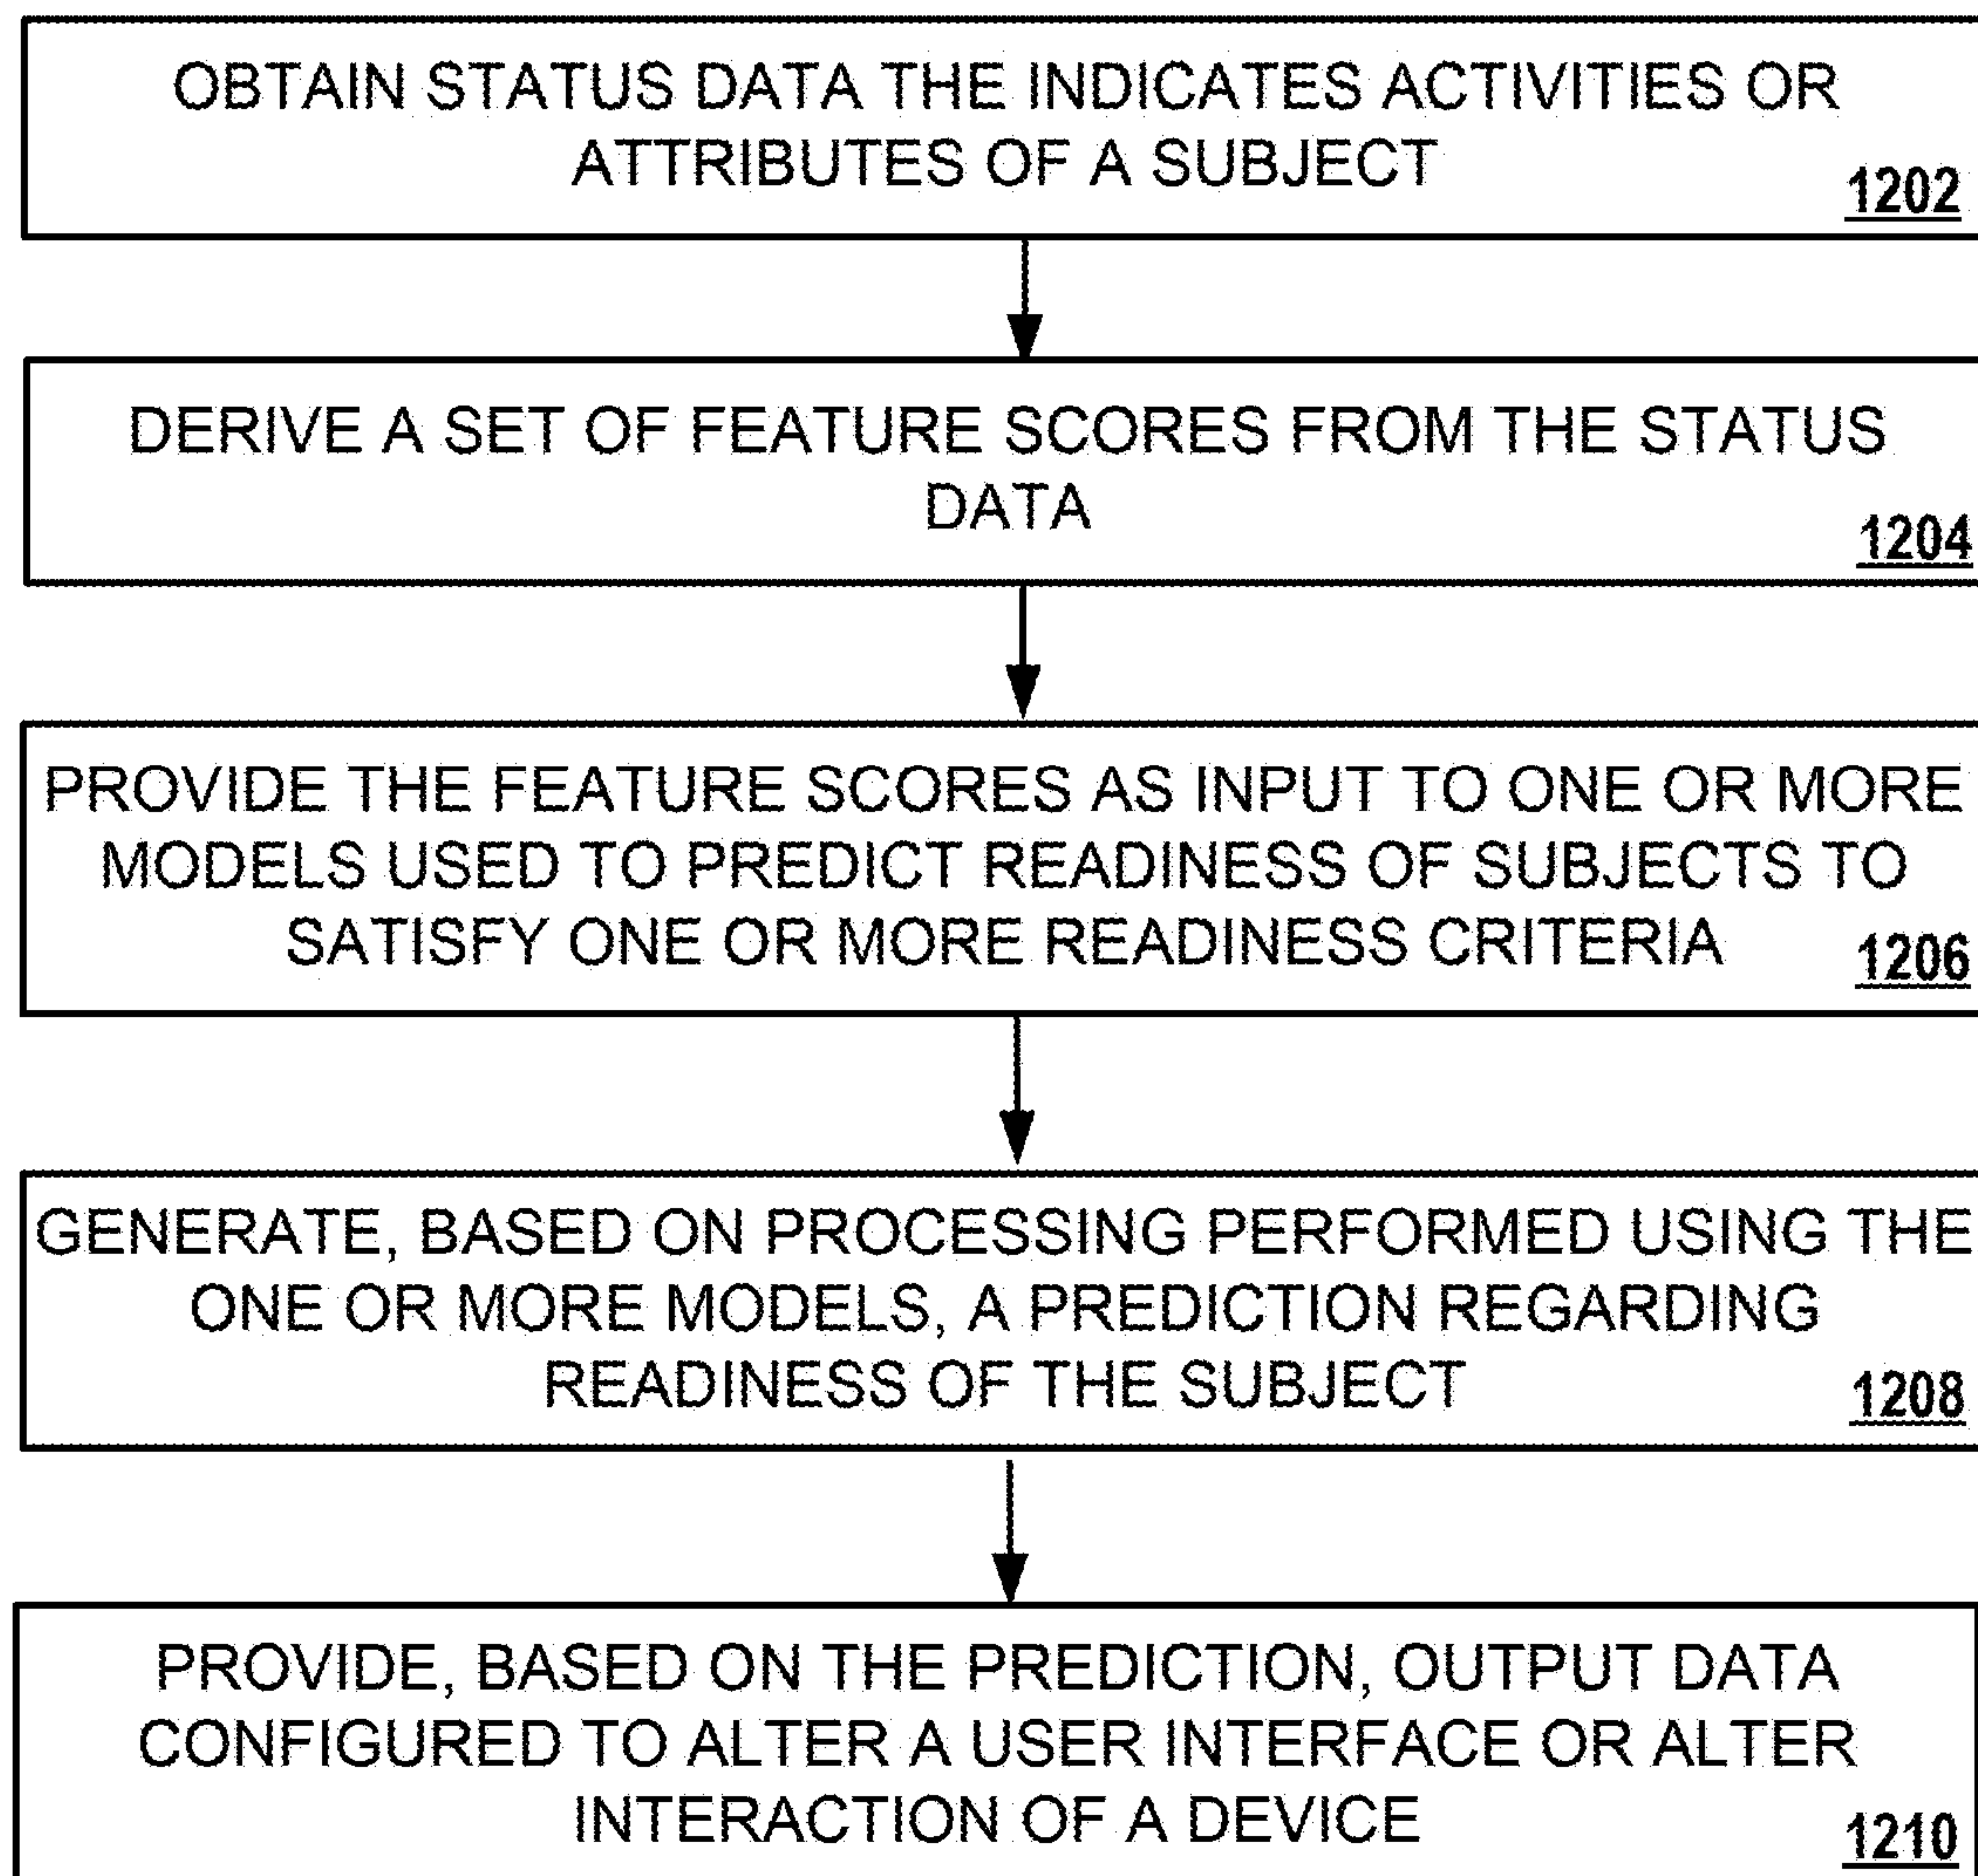 OBTAIN STATUS DATA THE INDICATES ACTIVITIES OR
ATTRIBUTES OF A SUBJECT
1202
DERIVE A SET OF FEATURE SCORES FROM THE STATUS
DATA
1204
PROVIDE THE FEATURE SCORES AS INPUT TO ONE OR MORE
MODELS USED TO PREDICT READINESS OF SUBJECTS TO
SATISFY ONE OR MORE READINESS CRITERIA
1206
GENERATE, BASED ON PROCESSING PERFORMED USING THE
ONE OR MORE MODELS, A PREDICTION REGARDING
READINESS OF THE SUBJECT
1208
PROVIDE, BASED ON THE PREDICTION, OUTPUT DATA
CONFIGURED TO ALTER A USER INTERFACE OR ALTER
INTERACTION OF A DEVICE
1210